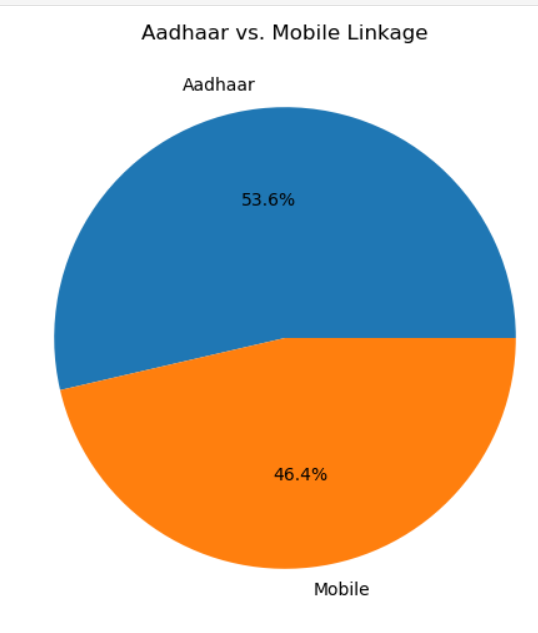 Aadhaar vs. Mobile Linkage
Aadhaar
53.6%
46.4%
Mobile